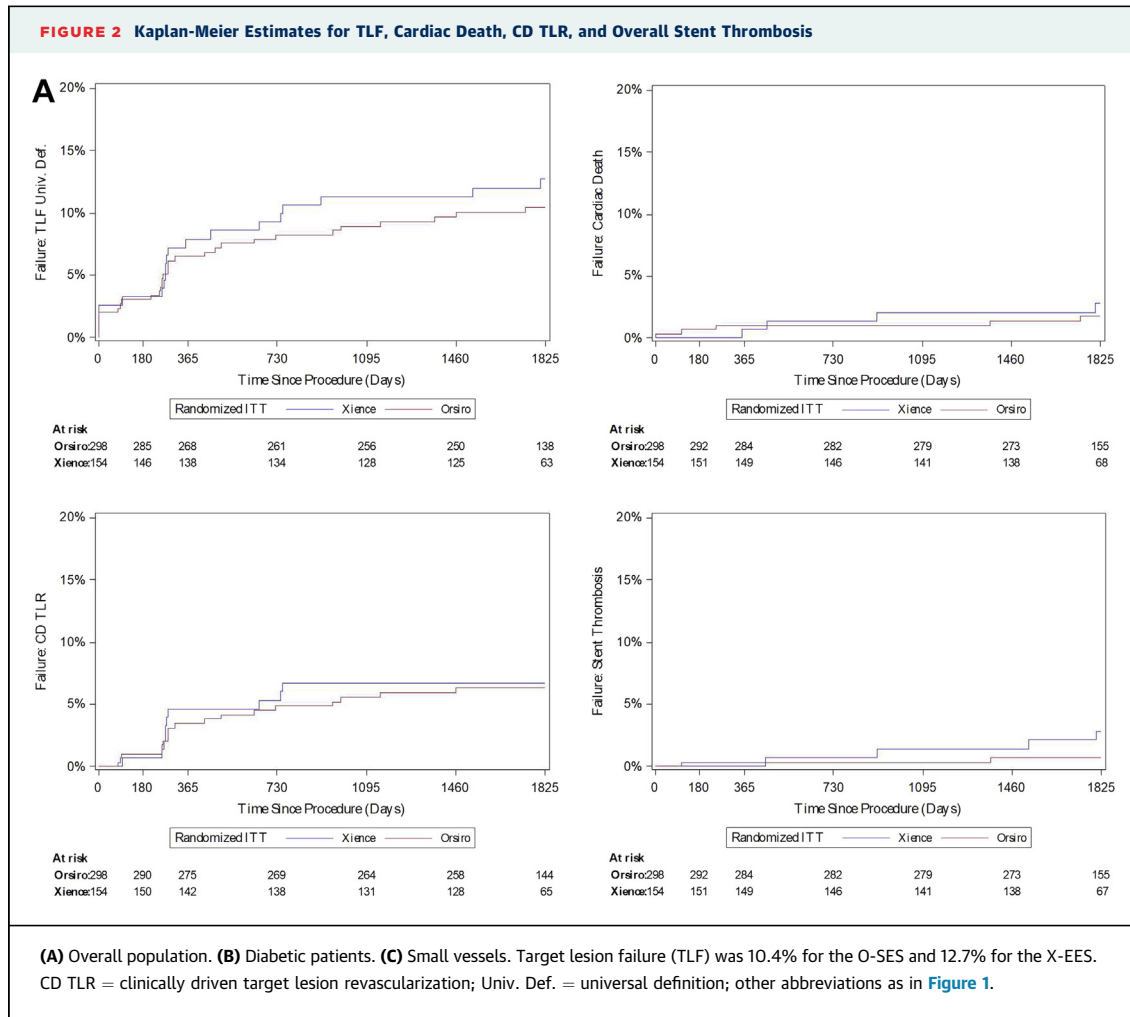 FIGURE 2 Kaplan-Meier Estimates for TLF, Cardiac Death, CD TLR, and Overall Stent Thrombosis
A
Failure: TLF Univ. Def.
20%
15%
10%
5%
0%
0 180 365 730 1095 1460 1825
Time Since Procedure (Days)
Randomized ITT Xience Orsiro
At risk
Orsiro:298 285 268 261 256 250 138
Xience:154 146 138 134 128 125 63
Failure: Cardiac Death
20%
15%
10%
5%
0%
0 180 365 730 1095 1460 1825
Time Since Procedure (Days)
Randomized ITT Xience Orsiro
At risk
Orsiro:298 292 284 282 279 273 155
Xience:154 151 149 146 141 138 68
Failure: CD TLR
20%
15%
10%
5%
0%
0 180 365 730 1095 1460 1825
Time Since Procedure (Days)
Randomized ITT Xience Orsiro
At risk
Orsiro:298 290 275 269 264 258 144
Xience:154 150 142 138 131 128 65
Failure: Stent Thrombosis
20%
15%
10%
5%
0%
0 180 365 730 1095 1460 1825
Time Since Procedure (Days)
Randomized ITT Xience Orsiro
At risk
Orsiro:298 292 284 282 279 273 155
Xience:154 151 149 146 141 138 67
(A) Overall population. (B) Diabetic patients. (C) Small vessels. Target lesion failure (TLF) was 10.4% for the O-SES and 12.7% for the X-EES.
CD TLR = clinically driven target lesion revascularization; Univ. Def. = universal definition; other abbreviations as in Figure 1.